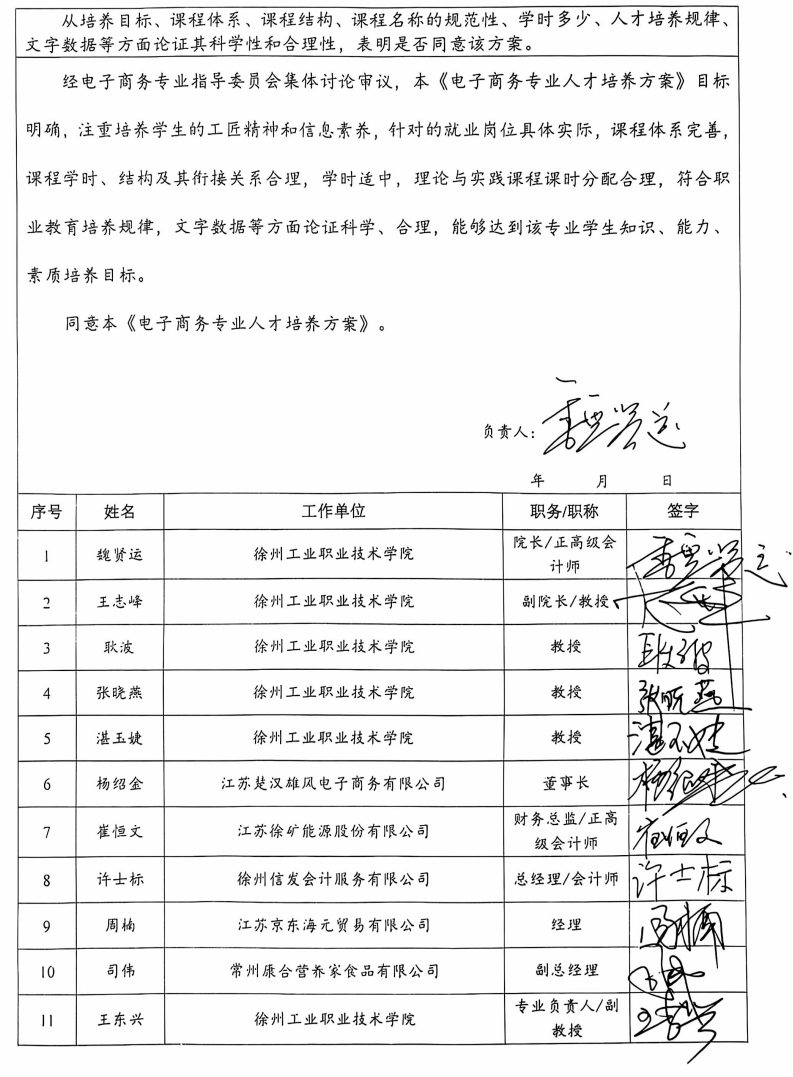 从培养目标、课程体系、课程结构、课程名称的规范性、学时多少、人才培养规律、
文字数据等方面论证其科学性和合理性，表明是否同意该方案。
经电子商务专业指导委员会集体讨论审议，本《电子商务专业人才培养方案》目标
明确，注重培养学生的工匠精神和信息素养，针对的就业岗位具体实际，课程体系完善，
课程学时、结构及其衔接关系合理，学时适中，理论与实践课程课时分配合理，符合职
业教育培养规律，文字数据等方面论证科学、合理，能够达到该专业学生知识、能力、
素质培养目标。
同意本《电子商务专业人才培养方案》。
负责人：魏贤运
年 月 日
序号 姓名 工作单位 职务/职称 签字
1 魏贤运 徐州工业职业技术学院 院长/正高级会计师 魏贤运
2 王志峰 徐州工业职业技术学院 副院长/教授
3 耿波 徐州工业职业技术学院 教授 耿波
4 张晓燕 徐州工业职业技术学院 教授 张晓燕
5 湛玉婕 徐州工业职业技术学院 教授 湛玉婕
6 杨绍金 江苏楚汉雄风电子商务有限公司 董事长
7 崔恒文 江苏徐矿能源股份有限公司 财务总监/正高级会计师 崔恒文
8 许士标 徐州信发会计服务有限公司 总经理/会计师 许士标
9 周楠 江苏京东海元贸易有限公司 经理 周楠
10 司伟 常州康合营养家食品有限公司 副总经理
11 王东兴 徐州工业职业技术学院 专业负责人/副教授